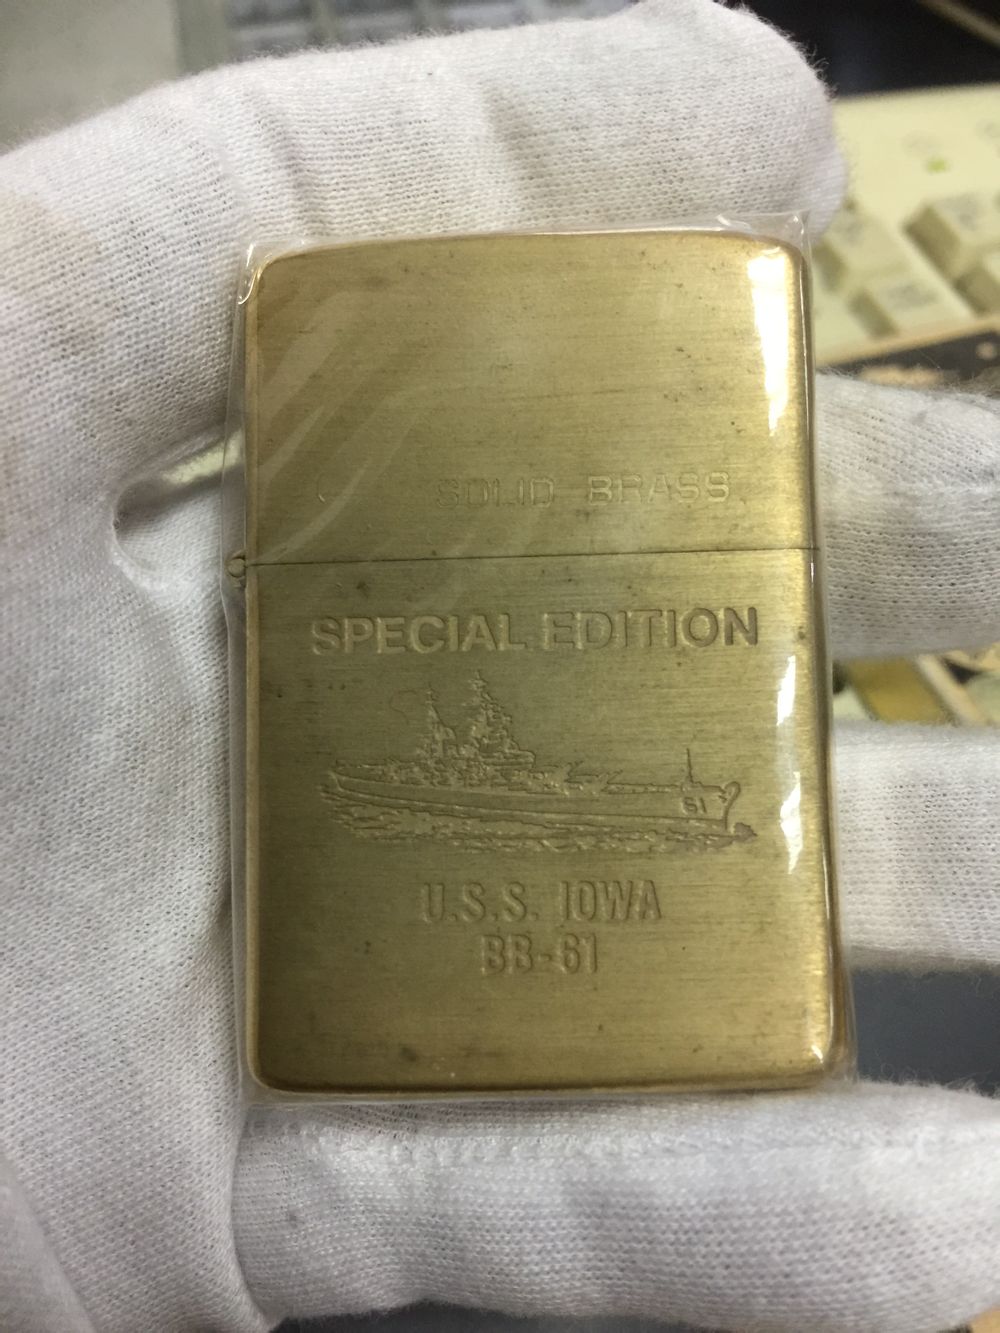 SOLID BRASS
SPECIAL EDITION
61
U.S.S. IOWA
BB-61